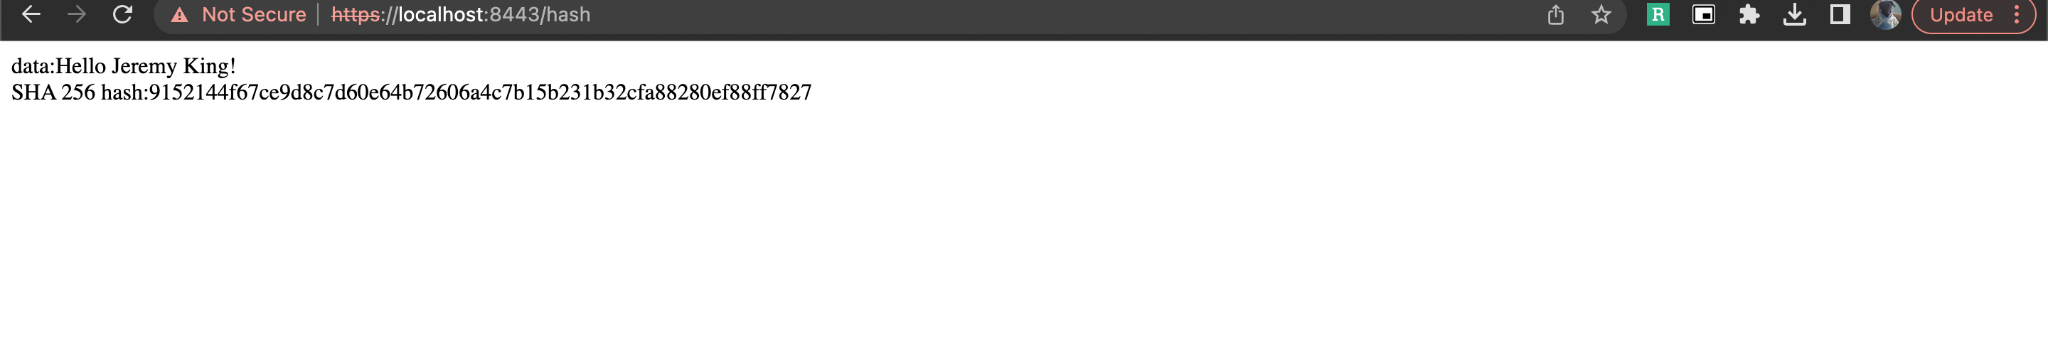 Not Secure https://localhost:8443/hash R Update
data:Hello Jeremy King!
SHA 256 hash:9152144f67ce9d8c7d60e64b72606a4c7b15b231b32cfa88280ef88ff7827